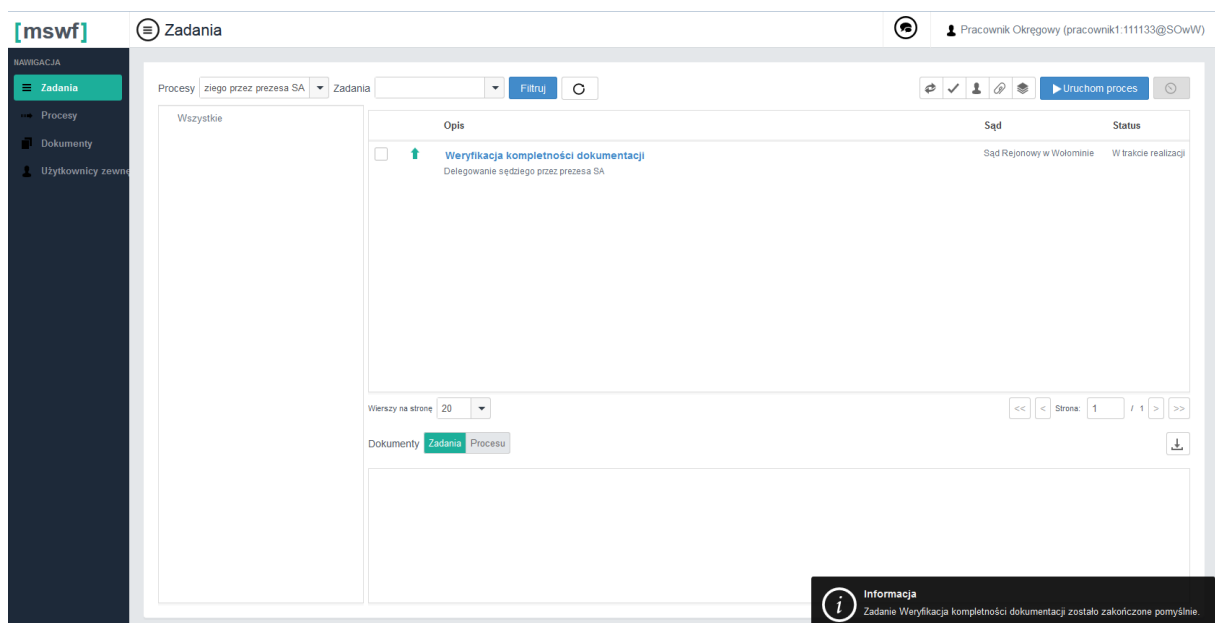 [mswf]
Zadania
Pracownik Okręgowy (pracownik1:111133@SOwW)
NAWIGACJA
Zadania
Procesy
Dokumenty
Użytkownicy zewnę
Procesy ziego przez prezesa SA Zadania Filtruj Uruchom proces
Wszystkie
Opis Sąd Status
Weryfikacja kompletności dokumentacji Sąd Rejonowy w Wołominie W trakcie realizacji
Delegowanie sędziego przez prezesa SA
Wierszy na stronę 20 << < Strona: 1 / 1 > >>
Dokumenty Zadania Procesu
Informacja
Zadanie Weryfikacja kompletności dokumentacji zostało zakończone pomyślnie.